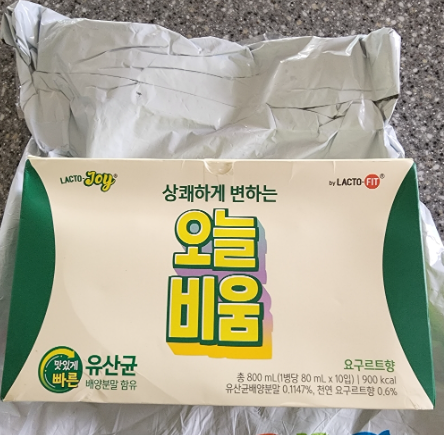 LACTO-Joy®
by LACTO-FIT®
상쾌하게 변하는
오늘
비움
맛있게
빠른
유산균
배양분말 함유
요구르트향
총 800 mL(1병당 80 mL x 10입) | 900 kcal
유산균배양분말 0.1147%, 천연 요구르트향 0.6%